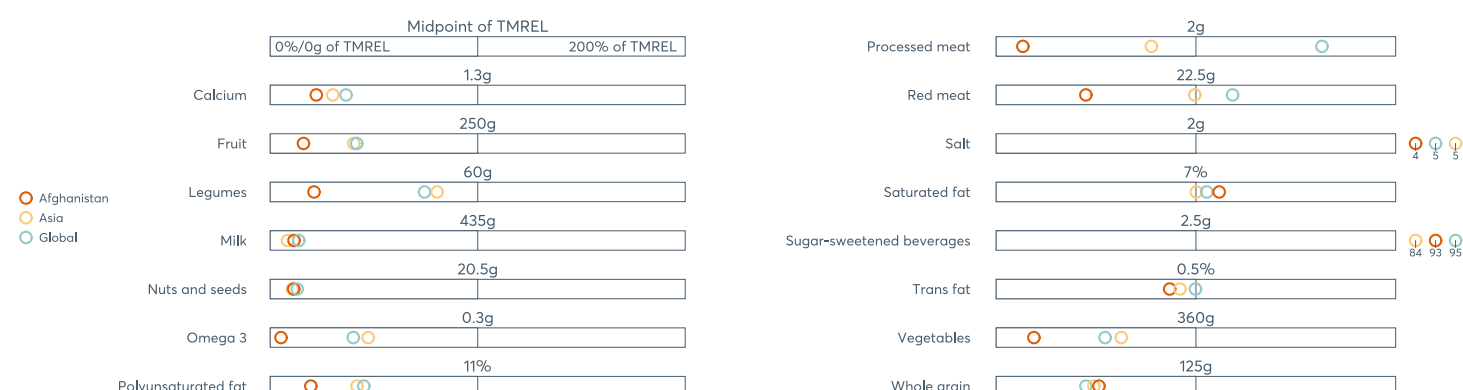 Midpoint of TMREL
0%/0g of TMREL 200% of TMREL
1.3g
Calcium
250g
Fruit
60g
Legumes
435g
Milk
20.5g
Nuts and seeds
0.3g
Omega 3
11%
Polyunsaturated fat
Afghanistan
Asia
Global
2g
Processed meat
22.5g
Red meat
2g
Salt
4 5 5
7%
Saturated fat
2.5g
Sugar-sweetened beverages
84 93 95
0.5%
Trans fat
360g
Vegetables
125g
Whole grain